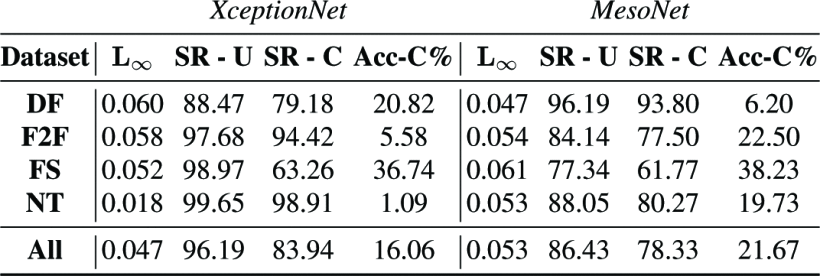 XceptionNet MesoNet
Dataset L∞ SR - U SR - C Acc-C% L∞ SR - U SR - C Acc-C%
DF 0.060 88.47 79.18 20.82 0.047 96.19 93.80 6.20
F2F 0.058 97.68 94.42 5.58 0.054 84.14 77.50 22.50
FS 0.052 98.97 63.26 36.74 0.061 77.34 61.77 38.23
NT 0.018 99.65 98.91 1.09 0.053 88.05 80.27 19.73
All 0.047 96.19 83.94 16.06 0.053 86.43 78.33 21.67